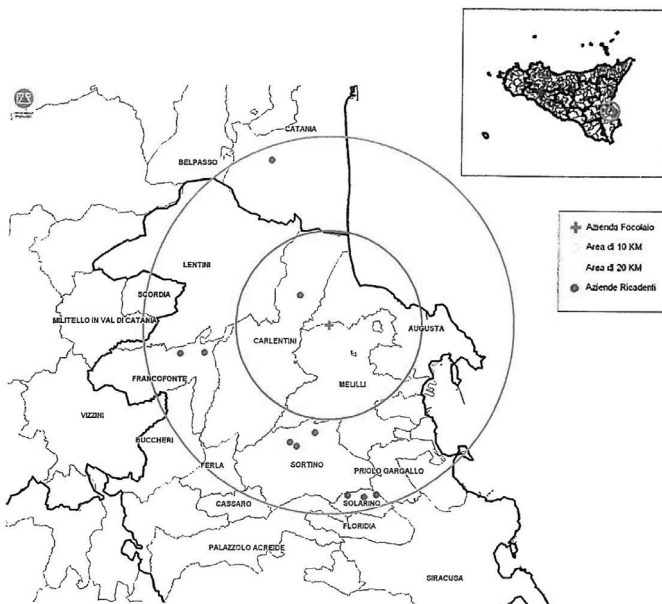 CATANIA
BELPASSO
LENTINI
SCORDIA
MILITELLO IN VAL DI CATANIA
CARLENTINI
AUGUSTA
FRANCOFONTE
MELILLI
VIZZINI
BUCCHERI
FERLA
SORTINO
PRIOLO GARGALLO
CASSARO
SOLARINO
FLORIDIA
PALAZZOLO ACREIDE
SIRACUSA
Azienda Focolaio
Area di 10 KM
Area di 20 KM
Aziende Ricadenti